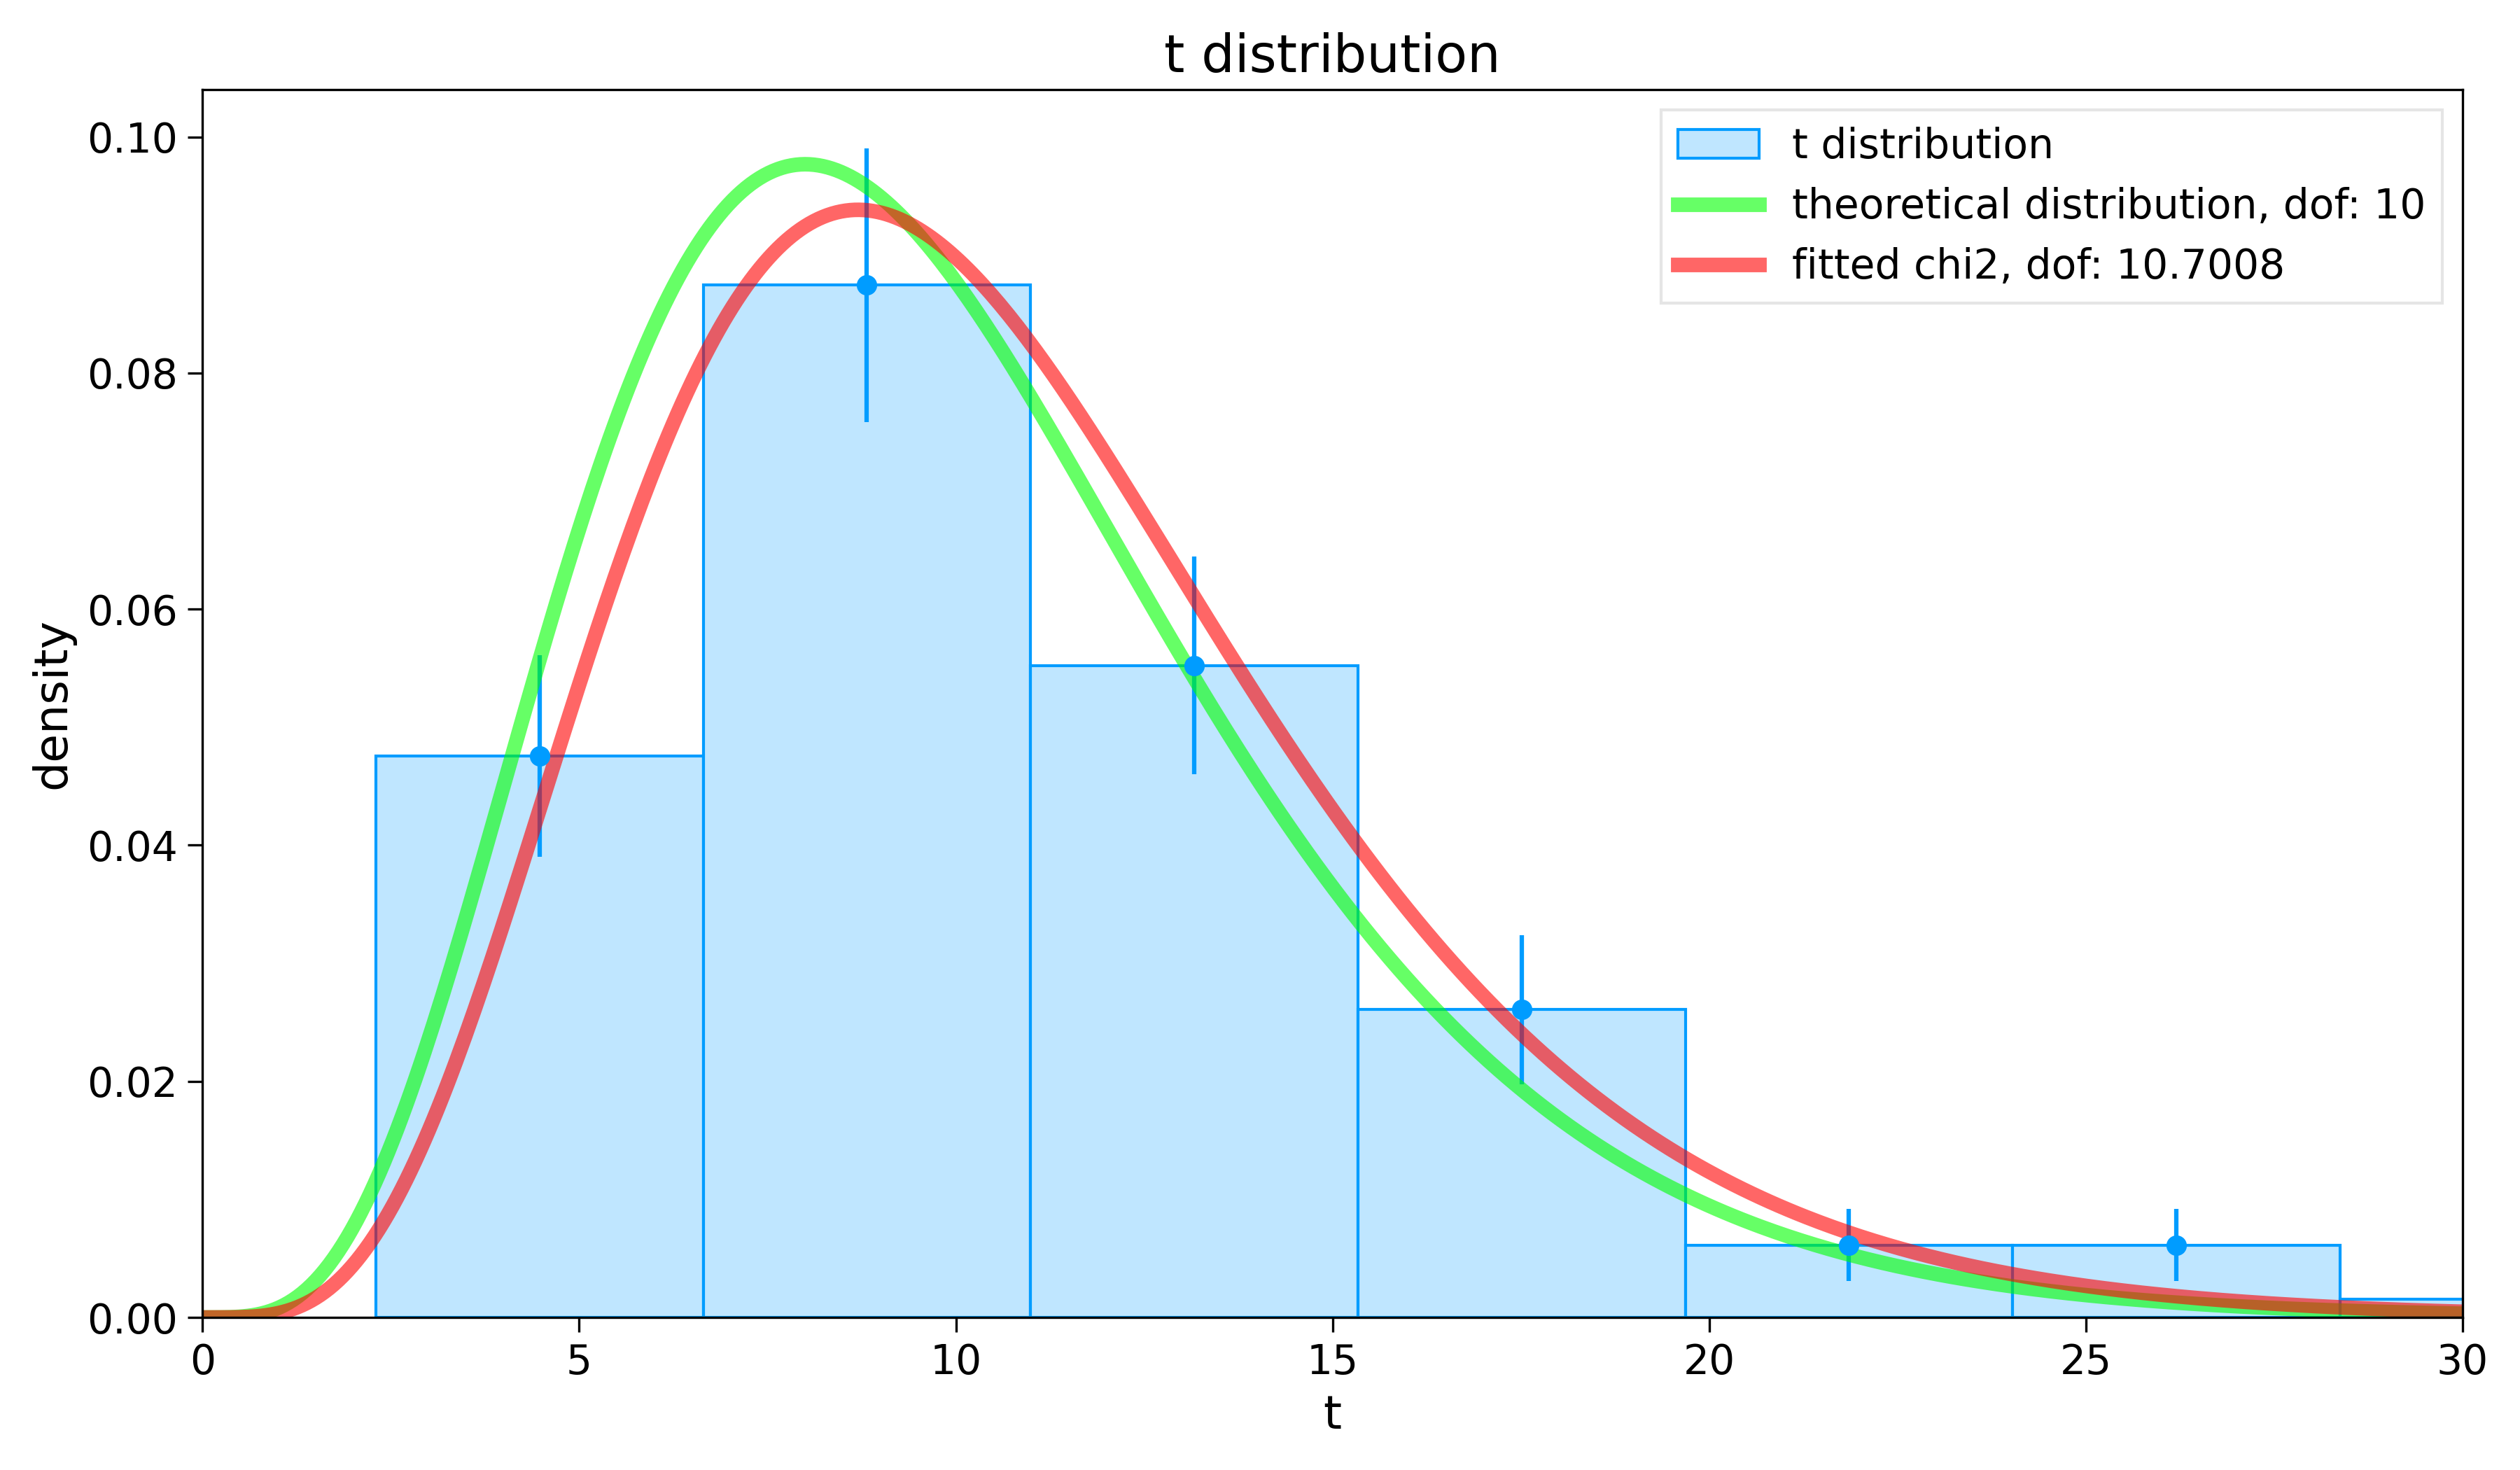 t distribution
t distribution
theoretical distribution, dof: 10
fitted chi2, dof: 10.7008
density
0.10
0.08
0.06
0.04
0.02
0.00
0 5 10 15 20 25 30
t